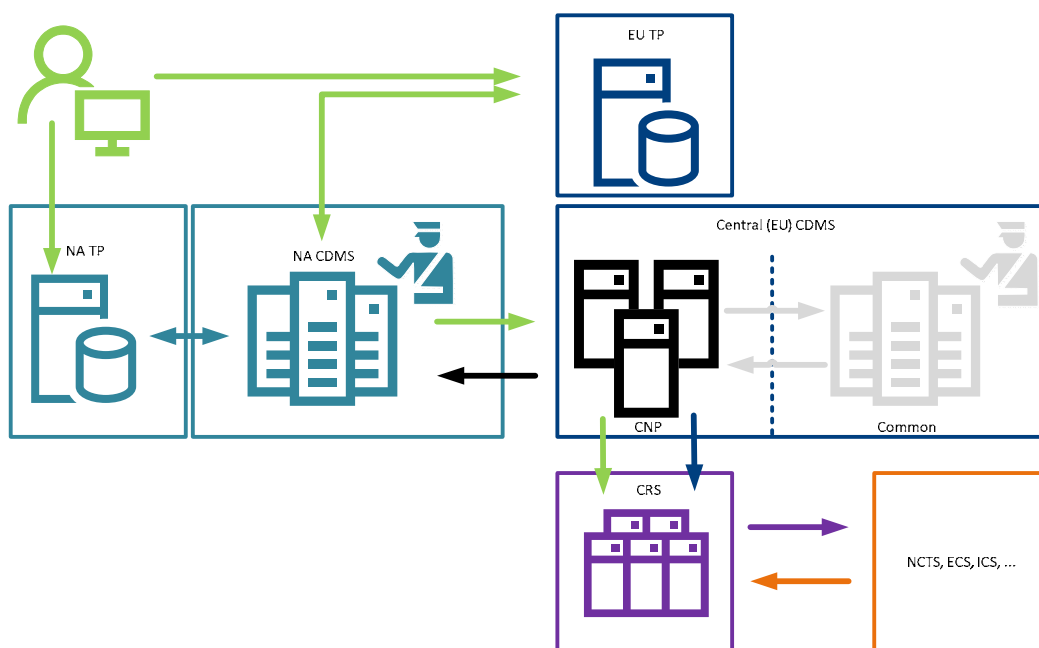 EU TP
Central (EU) CDMS
NA TP
NA CDMS
CNP
Common
CRS
NCTS, ECS, ICS, ...